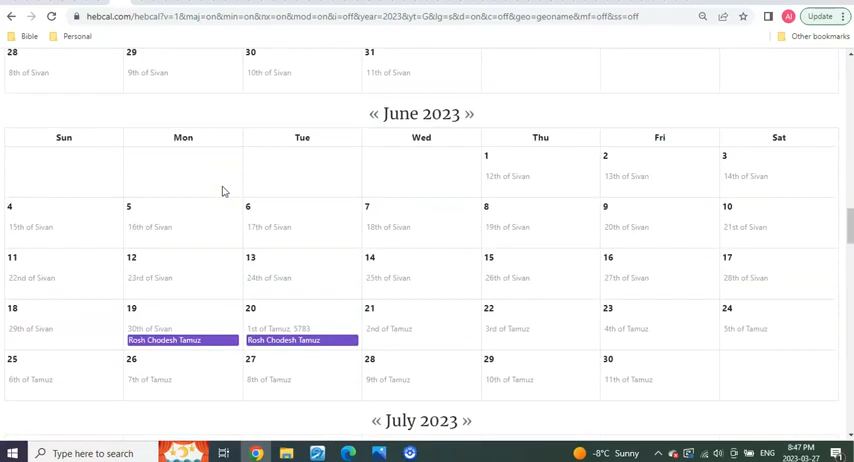 hebcal.com/hebcal?v=1&maj=on&min=on&nx=on&mod=on&i=off&year=2023&yt=G&lg=s&d=on&c=off&geo=geoname&mf=off&ss=off
AI
Update
Bible Personal Other bookmarks
28 29 30 31
8th of Sivan 9th of Sivan 10th of Sivan 11th of Sivan
« June 2023 »
Sun Mon Tue Wed Thu Fri Sat
1 2 3
12th of Sivan 13th of Sivan 14th of Sivan
4 5 6 7 8 9 10
15th of Sivan 16th of Sivan 17th of Sivan 18th of Sivan 19th of Sivan 20th of Sivan 21st of Sivan
11 12 13 14 15 16 17
22nd of Sivan 23rd of Sivan 24th of Sivan 25th of Sivan 26th of Sivan 27th of Sivan 28th of Sivan
18 19 20 21 22 23 24
29th of Sivan 30th of Sivan 1st of Tamuz, 5783 2nd of Tamuz 3rd of Tamuz 4th of Tamuz 5th of Tamuz
Rosh Chodesh Tamuz Rosh Chodesh Tamuz
25 26 27 28 29 30
6th of Tamuz 7th of Tamuz 8th of Tamuz 9th of Tamuz 10th of Tamuz 11th of Tamuz
« July 2023 »
Type here to search
-8°C Sunny
ENG
8:47 PM
2023-03-27